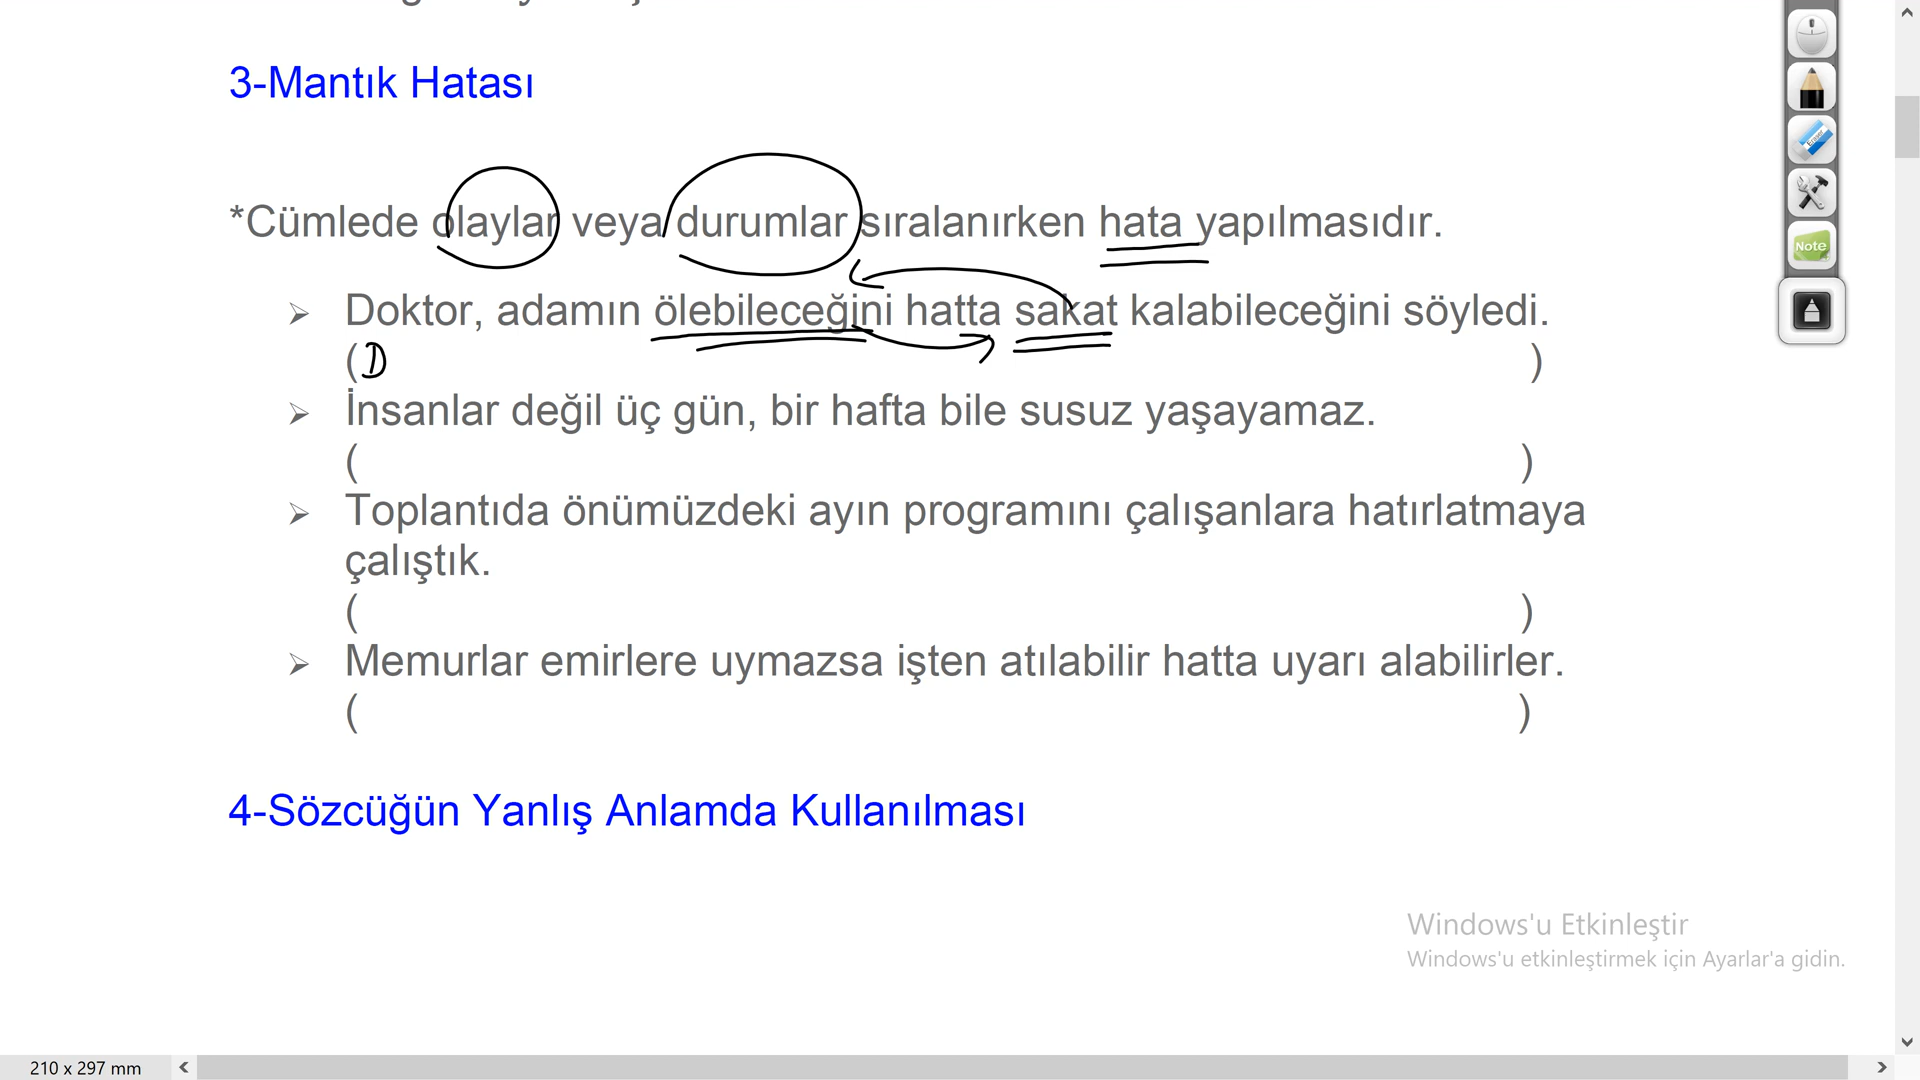 3-Mantık Hatası
*Cümlede olaylar veya durumlar sıralanırken hata yapılmasıdır.
➢ Doktor, adamın ölebileceğini hatta sakat kalabileceğini söyledi.
(D )
➢ İnsanlar değil üç gün, bir hafta bile susuz yaşayamaz.
( )
➢ Toplantıda önümüzdeki ayın programını çalışanlara hatırlatmaya
çalıştık.
( )
➢ Memurlar emirlere uymazsa işten atılabilir hatta uyarı alabilirler.
( )
4-Sözcüğün Yanlış Anlamda Kullanılması
Note
Windows'u Etkinleştir
Windows'u etkinleştirmek için Ayarlar'a gidin.
210 x 297 mm